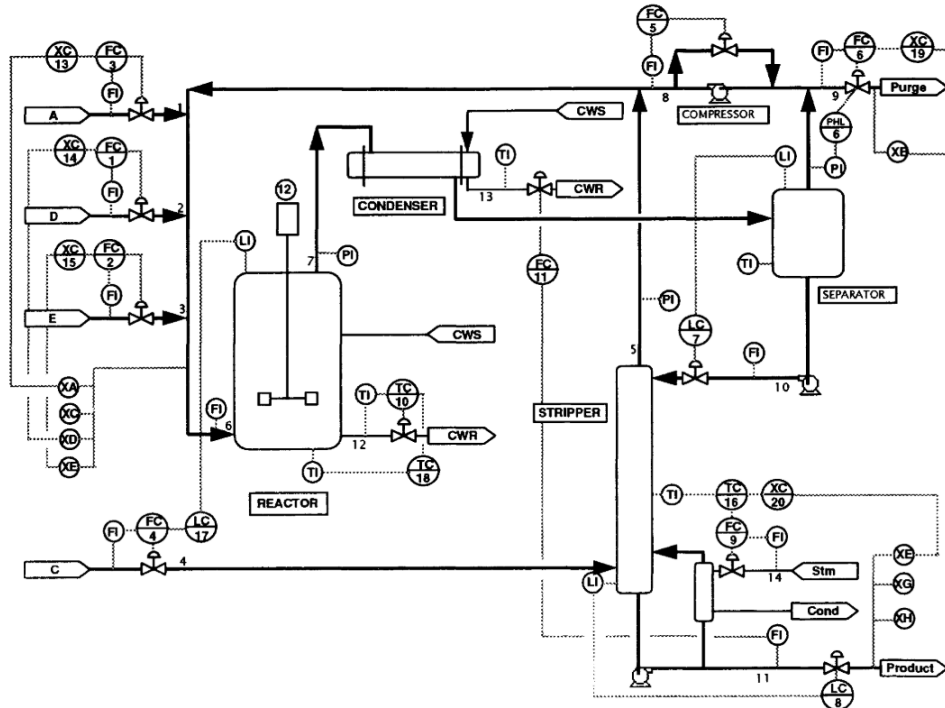 FC
5
XC
13
FC
3
FI
FI
FI
FC
6
XC
19
A
1
8
COMPRESSOR
9
Purge
CWS
PHL
6
XC
14
FC
1
FI
TI
LI
PI
XB
D
2
12
CONDENSER
13
CWR
XC
15
FC
2
FI
LI
7
PI
FC
11
TI
SEPARATOR
E
3
PI
CWS
LC
7
5
FI
10
XA
XC
XD
XE
FI
6
TI
TC
10
STRIPPER
12
CWR
TI
TC
18
REACTOR
TI
TC
16
XC
20
FI
FC
4
LC
17
FC
9
FI
XE
C
4
14
Stm
LI
XG
Cond
XH
FI
11
Product
LC
8